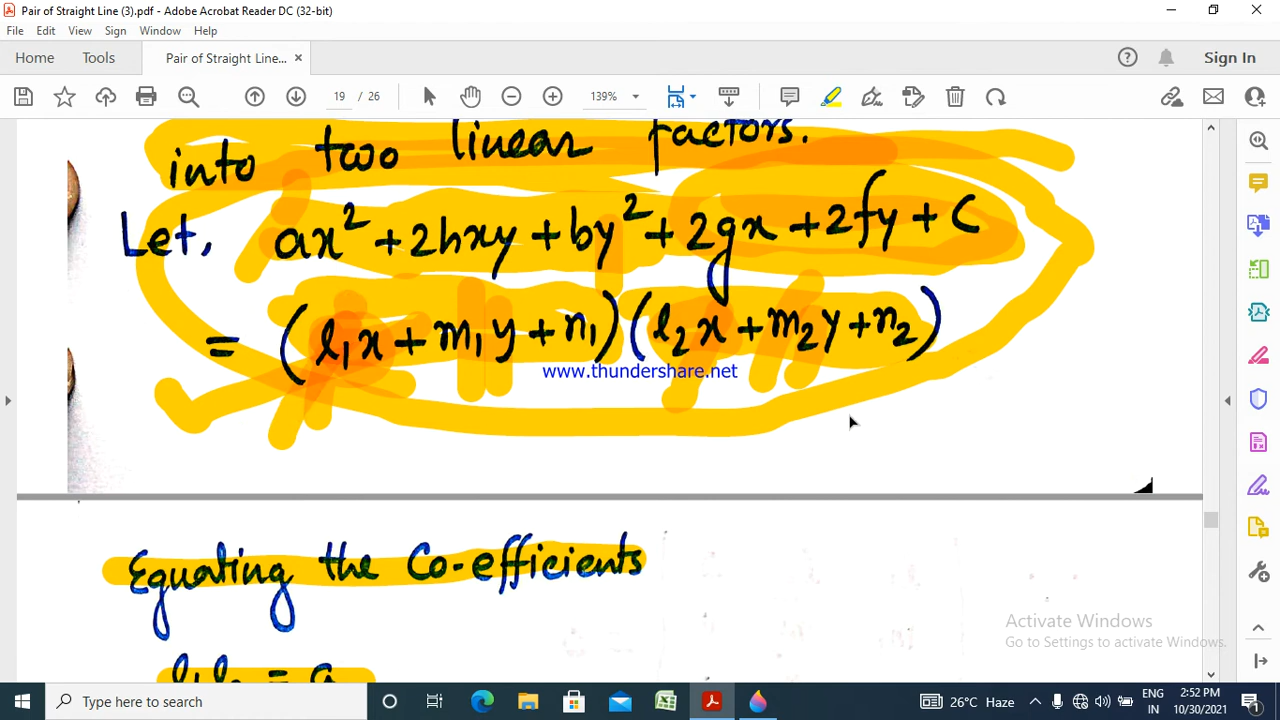 Pair of Straight Line (3).pdf - Adobe Acrobat Reader DC (32-bit)
File Edit View Sign Window Help
Home Tools Pair of Straight Line... × Sign In
19 / 26 139%
into two linear factors.
Let, ax² + 2hxy + by² + 2gx + 2fy + C
= (l₁x + m₁y + n₁) (l₂x + m₂y + n₂)
www.thundershare.net
Equating the Co-efficients
l₁l₂ = a
Activate Windows
Go to Settings to activate Windows.
Type here to search 26°C Haze ENG IN 2:52 PM 10/30/2021